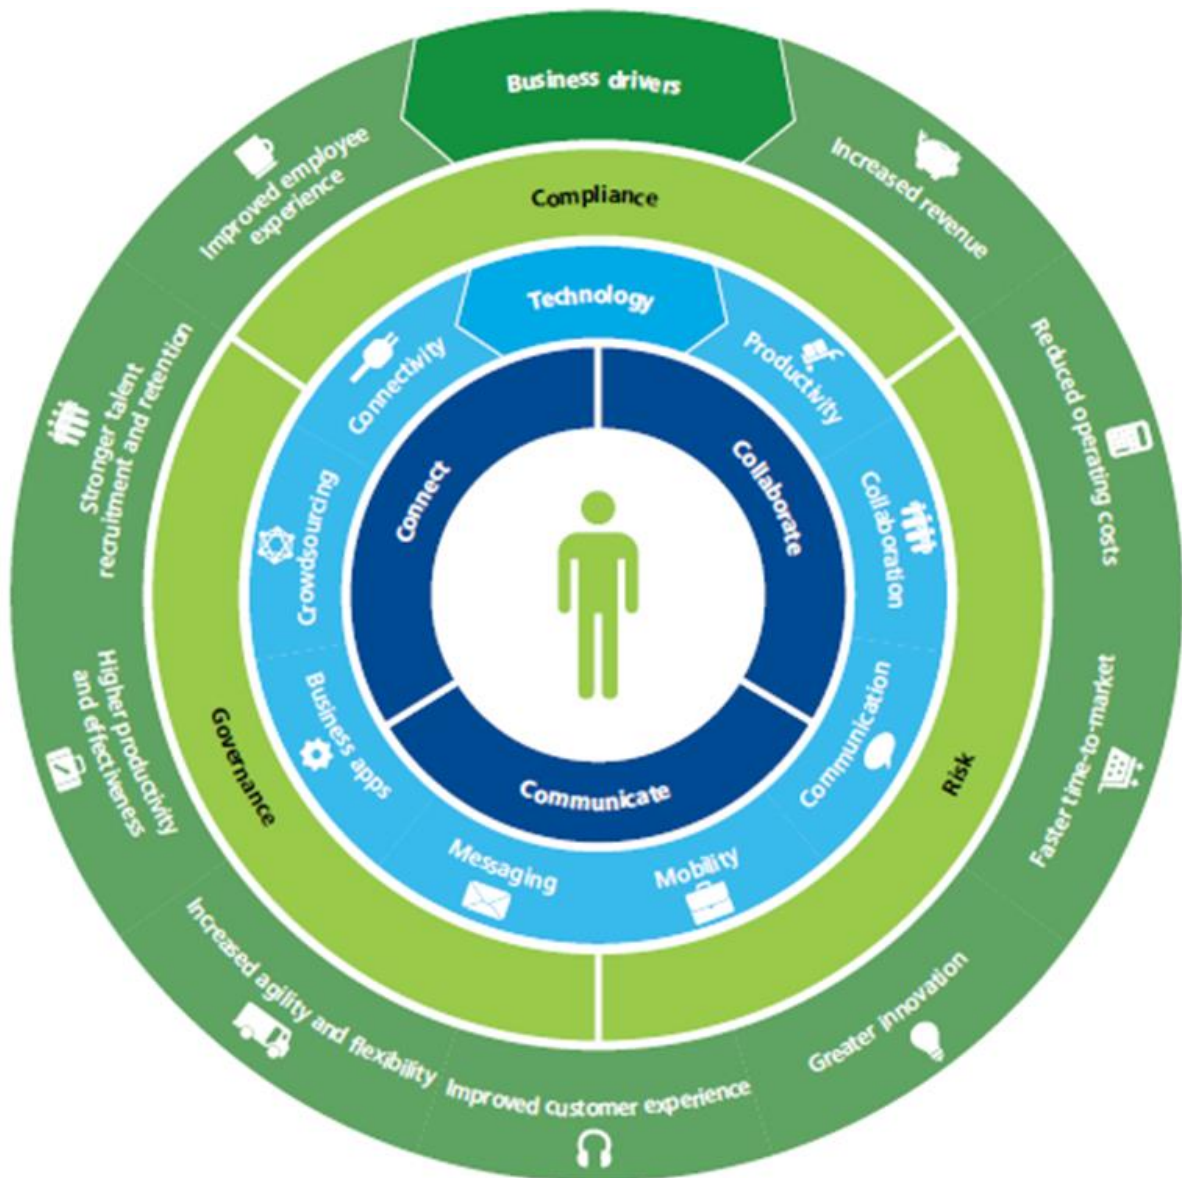 Business drivers
Increased revenue
Reduced operating costs
Faster time-to-market
Greater innovation
Improved customer experience
Increased agility and flexibility
Higher productivity
and effectiveness
Stronger talent
recruitment and retention
Improved employee
experience
Compliance
Risk
Governance
Technology
Productivity
Collaboration
Communication
Mobility
Messaging
Business apps
Crowdsourcing
Connectivity
Connect
Collaborate
Communicate